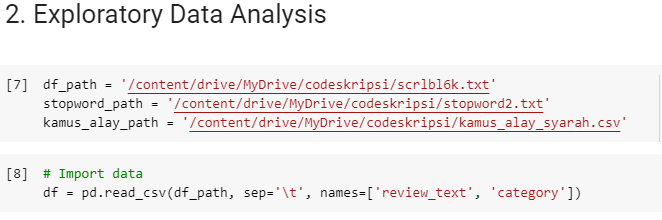 2. Exploratory Data Analysis
[7] df_path = '/content/drive/MyDrive/codeskripsi/scrlbl6k.txt'
stopword_path = '/content/drive/MyDrive/codeskripsi/stopword2.txt'
kamus_alay_path = '/content/drive/MyDrive/codeskripsi/kamus_alay_syarah.csv'
[8] # Import data
df = pd.read_csv(df_path, sep='\t', names=['review_text', 'category'])